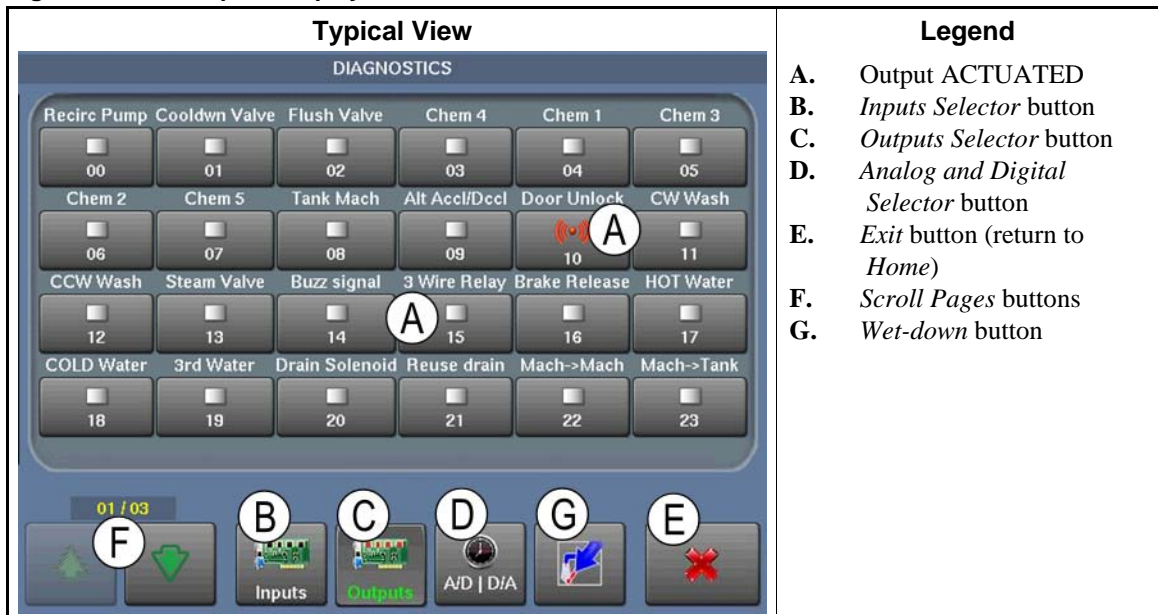 Typical View
Legend
DIAGNOSTICS
Recirc Pump Cooldwn Valve Flush Valve Chem 4 Chem 1 Chem 3
00 01 02 03 04 05
Chem 2 Chem 5 Tank Mach Alt Accl/Dccl Door Unlock CW Wash
A
06 07 08 09 10 11
CCW Wash Steam Valve Buzz signal 3 Wire Relay Brake Release HOT Water
A
12 13 14 15 16 17
COLD Water 3rd Water Drain Solenoid Reuse drain Mach->Mach Mach->Tank
18 19 20 21 22 23
01 / 03
F B C D G E
Inputs Outputs A/D | D/A
A. Output ACTUATED
B. Inputs Selector button
C. Outputs Selector button
D. Analog and Digital
Selector button
E. Exit button (return to
Home)
F. Scroll Pages buttons
G. Wet-down button